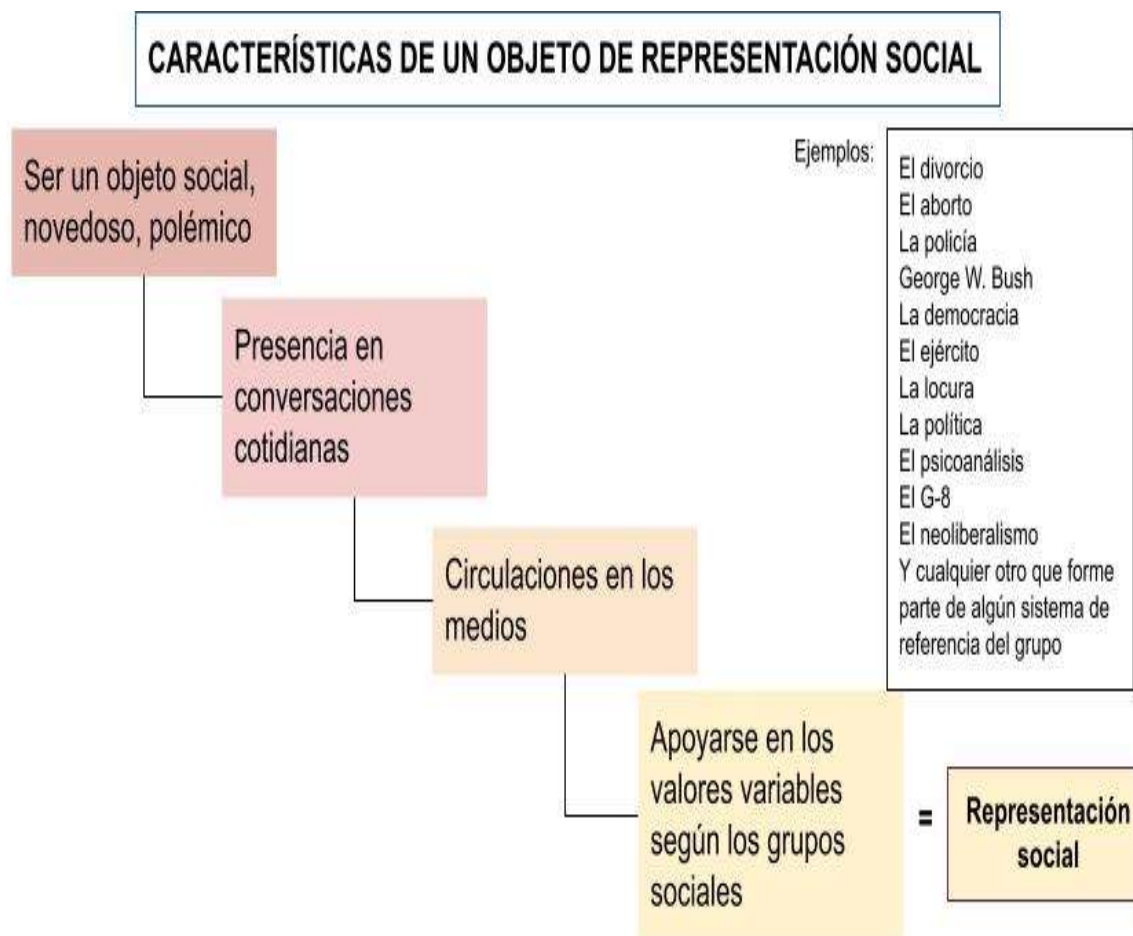 CARACTERÍSTICAS DE UN OBJETO DE REPRESENTACIÓN SOCIAL
Ser un objeto social,
novedoso, polémico
Presencia en
conversaciones
cotidianas
Circulaciones en los
medios
Apoyarse en los
valores variables
según los grupos
sociales
=
Representación
social
Ejemplos:
El divorcio
El aborto
La policía
George W. Bush
La democracia
El ejército
La locura
La política
El psicoanálisis
El G-8
El neoliberalismo
Y cualquier otro que forme
parte de algún sistema de
referencia del grupo